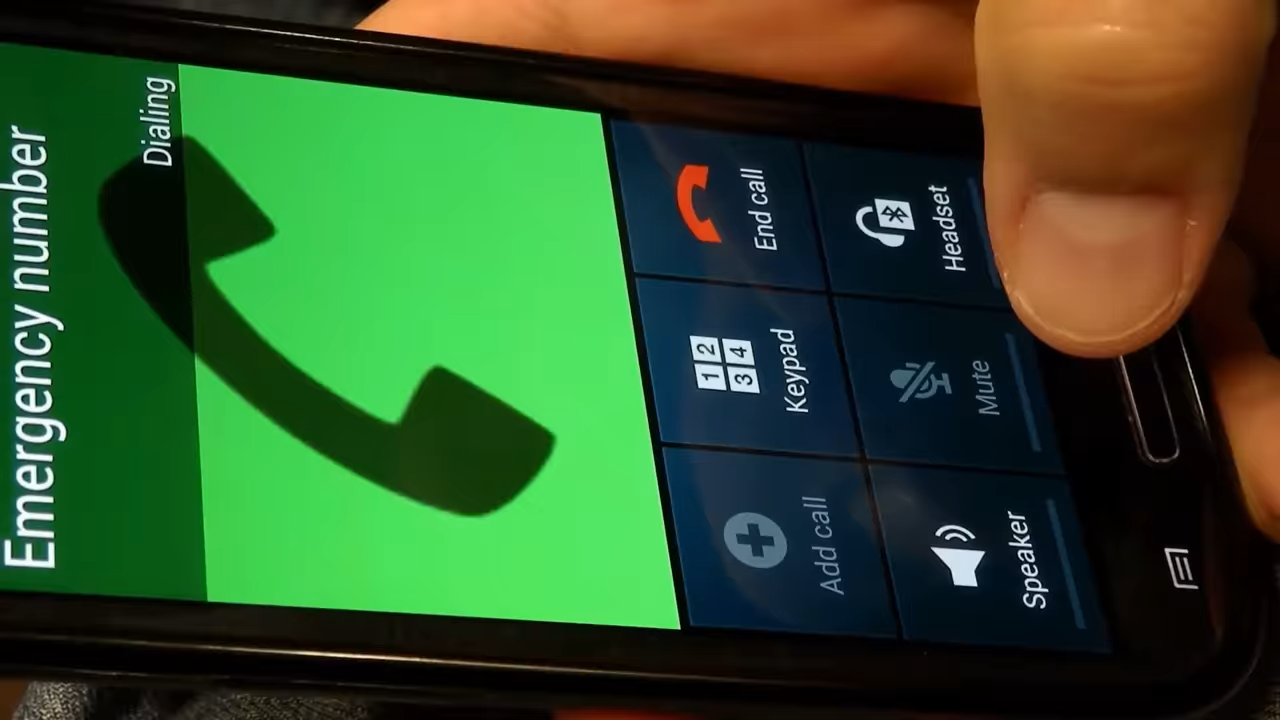 Emergency number
Dialing
Add call
1 2
3 4
Keypad
End call
Speaker
Mute
Headset